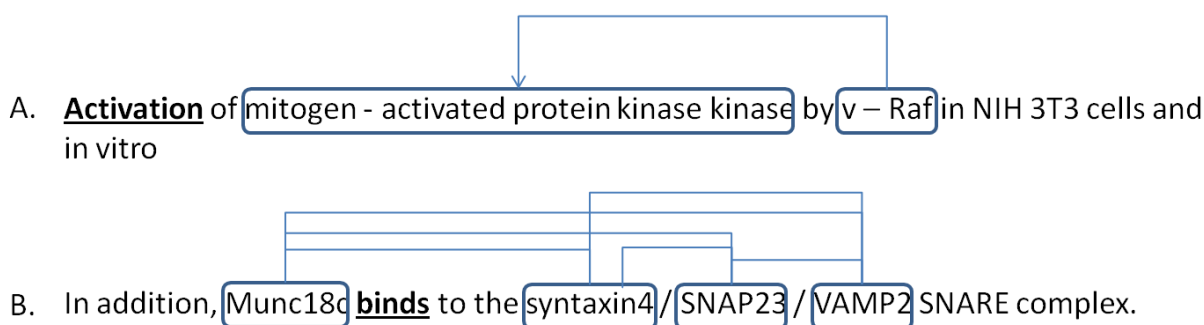 A. Activation of mitogen - activated protein kinase kinase by v – Raf in NIH 3T3 cells and
in vitro
B. In addition, Munc18c binds to the syntaxin4 / SNAP23 / VAMP2 SNARE complex.